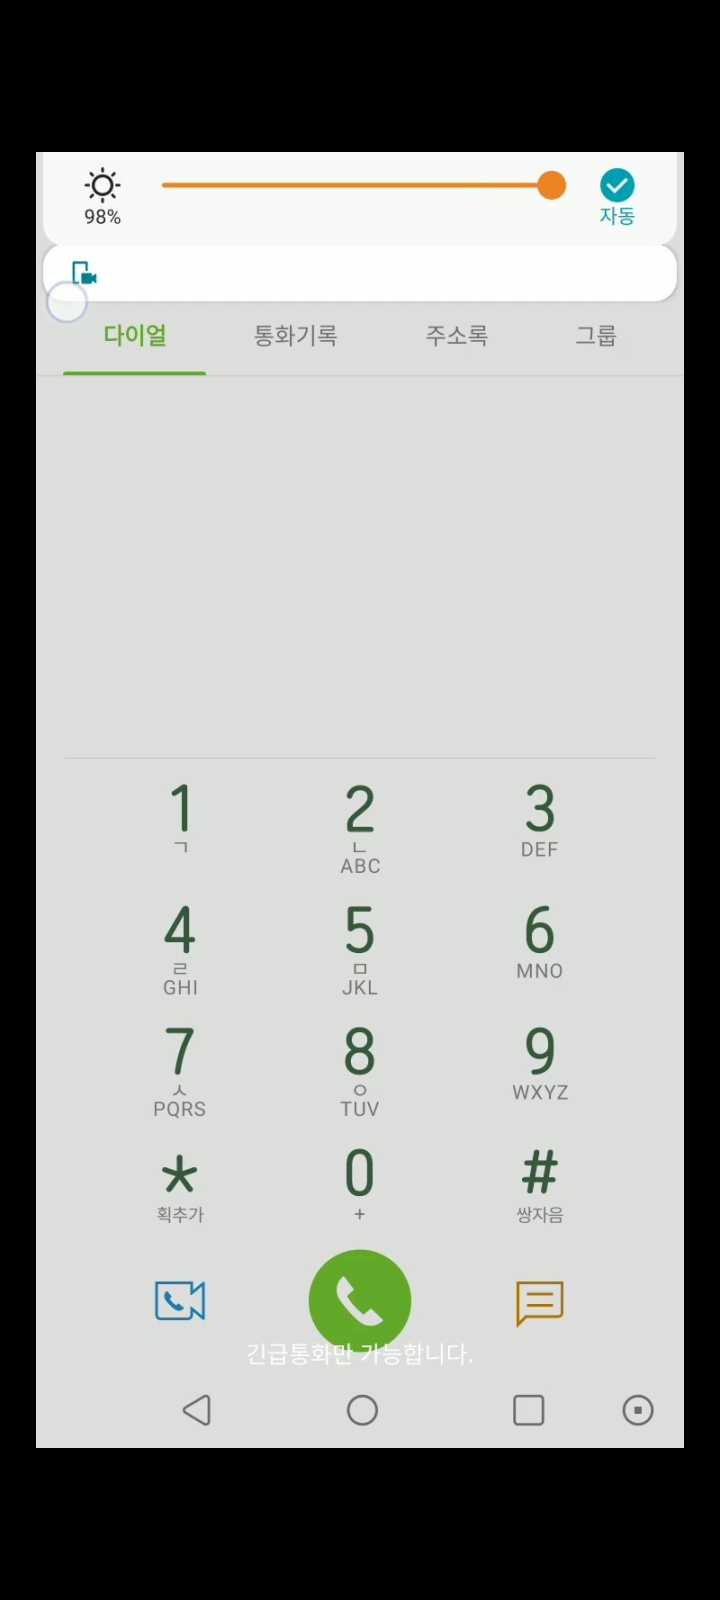 98%
자동
다이얼 통화기록 주소록 그룹
1 2 3
ㄱ ㄴ DEF
ABC
4 5 6
ㄹ ㅁ MNO
GHI JKL
7 8 9
ㅅ ㅇ WXYZ
PQRS TUV
* 0 #
획추가 + 쌍자음
긴급통화만 가능합니다.